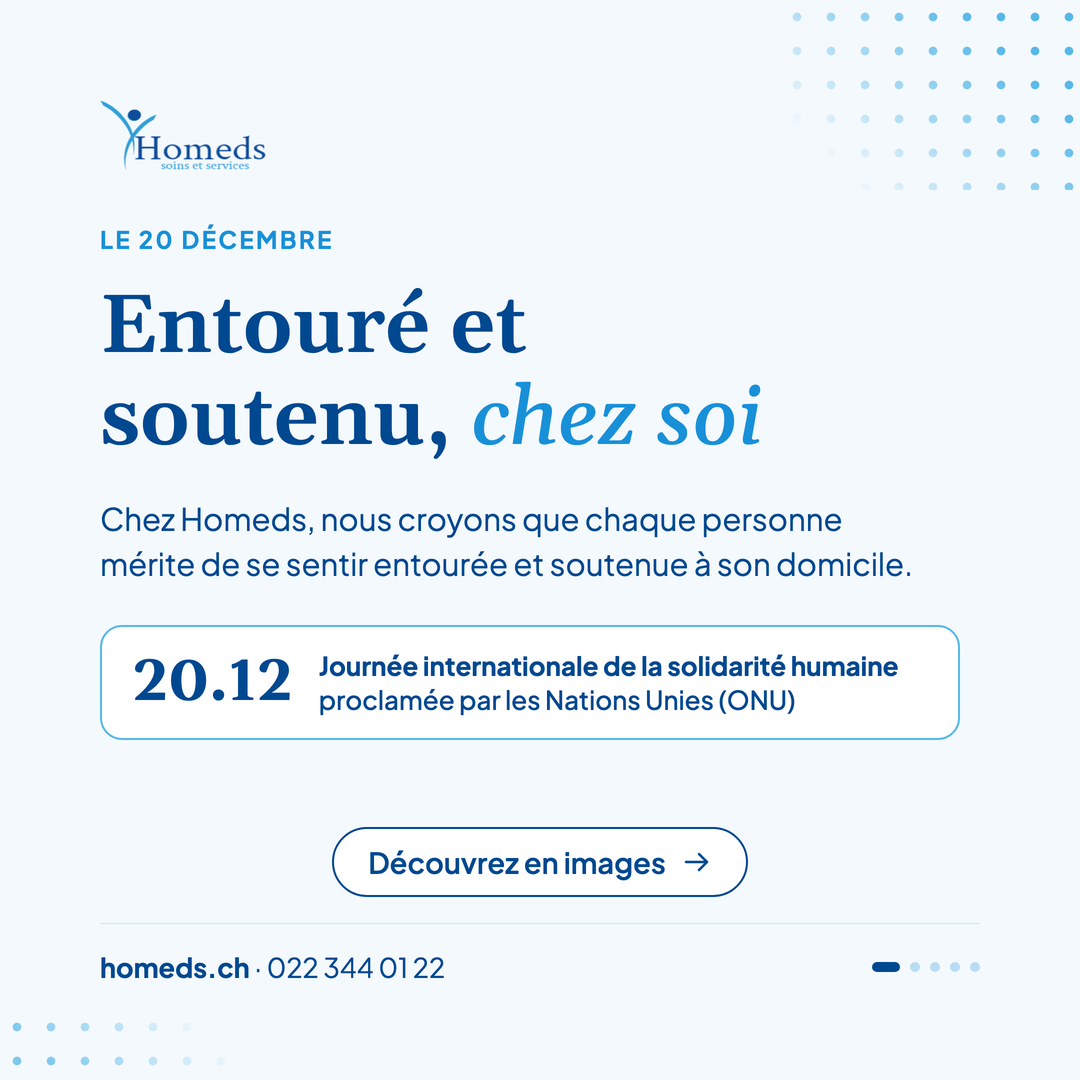 Homeds
soins et services
LE 20 DÉCEMBRE
Entouré et
soutenu, chez soi
Chez Homeds, nous croyons que chaque personne
mérite de se sentir entourée et soutenue à son domicile.
20.12
Journée internationale de la solidarité humaine
proclamée par les Nations Unies (ONU)
Découvrez en images →
homeds.ch · 022 344 01 22